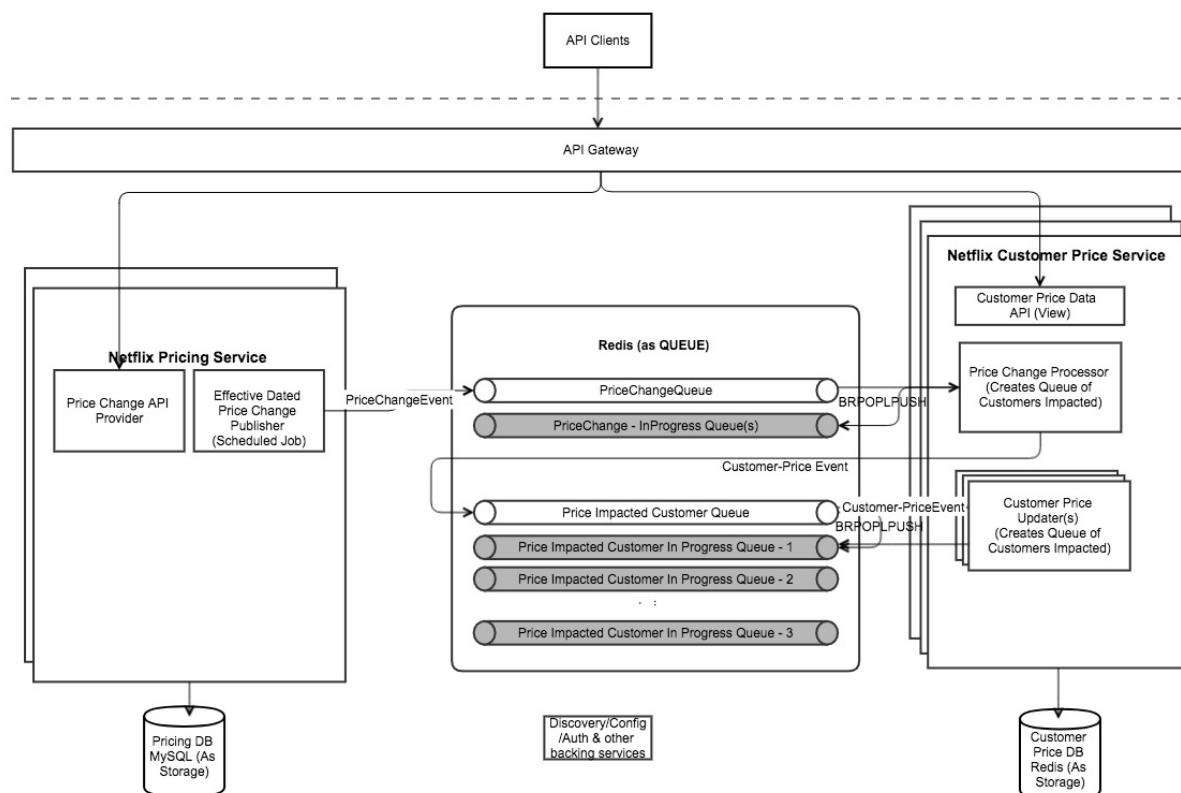 API Clients
API Gateway
Netflix Customer Price Service
Customer Price Data
API (View)
Redis (as QUEUE)
Netflix Pricing Service
Price Change API
Provider
Effective Dated
Price Change
Publisher
(Scheduled Job)
PriceChangeEvent
PriceChangeQueue
PriceChange - InProgress Queue(s)
BRPOPLPUSH
Price Change Processor
(Creates Queue of
Customers Impacted)
Customer-Price Event
Price Impacted Customer Queue
Customer-PriceEvent
BRPOPLPUSH
Price Impacted Customer In Progress Queue - 1
Price Impacted Customer In Progress Queue - 2
Price Impacted Customer In Progress Queue - 3
Customer Price
Updater(s)
(Creates Queue of
Customers Impacted)
Pricing DB
MySQL (As
Storage)
Discovery/Config
/Auth & other
backing services
Customer
Price DB
Redis (As
Storage)